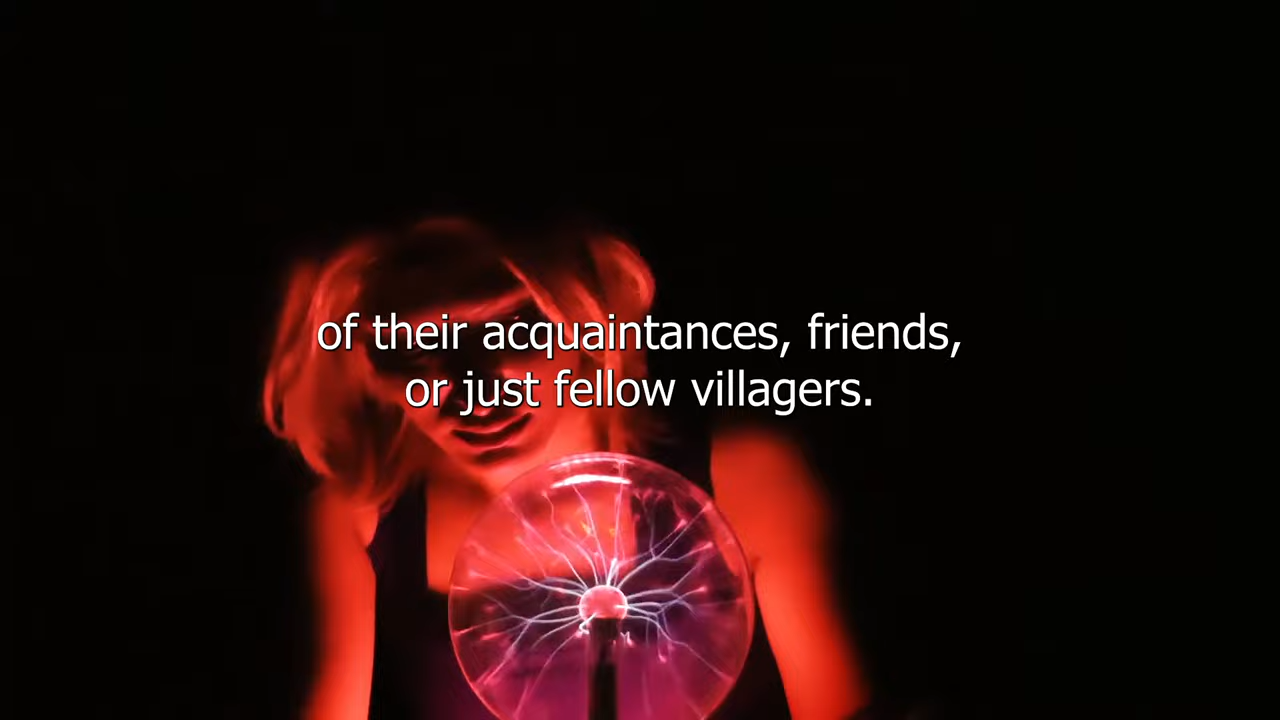 of their acquaintances, friends,
or just fellow villagers.